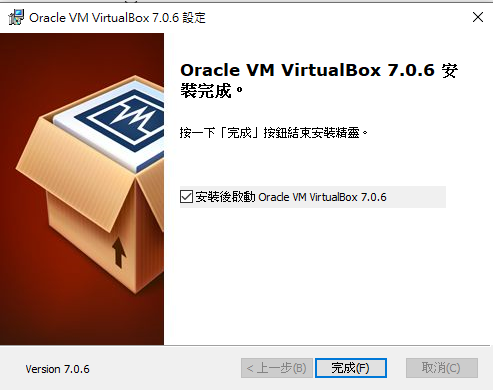 Oracle VM VirtualBox 7.0.6 設定
Oracle VM VirtualBox 7.0.6 安
裝完成。
按一下「完成」按鈕結束安裝精靈。
安裝後啟動 Oracle VM VirtualBox 7.0.6
Version 7.0.6
< 上一步(B)
完成(F)
取消(C)